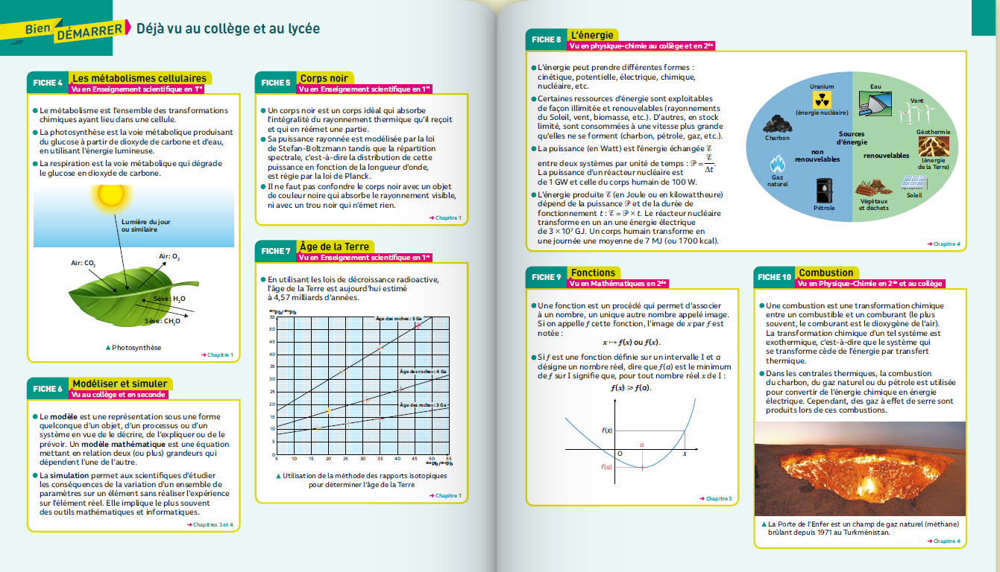 Bien
DÉMARRER
Déjà vu au collège et au lycée
FICHE 4
Les métabolismes cellulaires
Vu en Enseignement scientifique en 1re
Le métabolisme est l'ensemble des transformations
chimiques ayant lieu dans une cellule.
La photosynthèse est la voie métabolique produisant
du glucose à partir de dioxyde de carbone et d'eau,
en utilisant l'énergie lumineuse.
La respiration est la voie métabolique qui dégrade
le glucose en dioxyde de carbone.
Lumière du jour
ou similaire
Air: CO2
Air: O2
Sève: H2O
Sève: CH2O
▲ Photosynthèse
➜ Chapitre 1
FICHE 6
Modéliser et simuler
Vu au collège et en seconde
Le modèle est une représentation sous une forme
quelconque d'un objet, d'un processus ou d'un
système en vue de le décrire, de l'expliquer ou de le
prévoir. Un modèle mathématique est une équation
mettant en relation deux (ou plus) grandeurs qui
dépendent l'une de l'autre.
La simulation permet aux scientifiques d'étudier
les conséquences de la variation d'un ensemble de
paramètres sur un élément sans réaliser l'expérience
sur l'élément réel. Elle implique le plus souvent
des outils mathématiques et informatiques.
➜ Chapitres 3 et 4
FICHE 5
Corps noir
Vu en Enseignement scientifique en 1re
Un corps noir est un corps idéal qui absorbe
l'intégralité du rayonnement thermique qu'il reçoit
et qui en réémet une partie.
Sa puissance rayonnée est modélisée par la loi
de Stefan-Boltzmann tandis que la répartition
spectrale, c'est-à-dire la distribution de cette
puissance en fonction de la longueur d'onde,
est régie par la loi de Planck.
Il ne faut pas confondre le corps noir avec un objet
de couleur noire qui absorbe le rayonnement visible,
ni avec un trou noir qui n'émet rien.
➜ Chapitre 1
FICHE 7
Âge de la Terre
Vu en Enseignement scientifique en 1re
En utilisant les lois de décroissance radioactive,
l'âge de la Terre est aujourd'hui estimé
à 4,57 milliards d'années.
55
50
45
40
35
30
25
20
15
10
5
0
Âge des roches : 5 Ga
Âge des roches : 4 Ga
Âge des roches : 3 Ga
5 10 15 20 25 30 35 40 45 50 55
▲ Utilisation de la méthode des rapports isotopiques
pour déterminer l'âge de la Terre
➜ Chapitre 1
FICHE 8
L'énergie
Vu en physique-chimie au collège et en 2de
L'énergie peut prendre différentes formes :
cinétique, potentielle, électrique, chimique,
nucléaire, etc.
Certaines ressources d'énergie sont exploitables
de façon illimitée et renouvelables (rayonnements
du Soleil, vent, biomasse, etc.). D'autres, en stock
limité, sont consommées à une vitesse plus grande
qu'elles ne se forment (charbon, pétrole, gaz, etc.).
La puissance (en Watt) est l'énergie échangée ℰ
entre deux systèmes par unité de temps : 𝒫 = ℰ/Δt.
La puissance d'un réacteur nucléaire est
de 1 GW et celle du corps humain de 100 W.
L'énergie produite ℰ (en Joule ou en kilowattheure)
dépend de la puissance 𝒫 et de la durée de
fonctionnement t : ℰ = 𝒫 × t. Le réacteur nucléaire
transforme en un an une énergie électrique
de 3 × 10⁷ GJ. Un corps humain transforme en
une journée une moyenne de 7 MJ (ou 1700 kcal).
Uranium
(énergie nucléaire)
Charbon
Gaz
naturel
Pétrole
non
renouvelables
Sources
d'énergie
renouvelables
Eau
Vent
Géothermie
(énergie
de la Terre)
Soleil
Végétaux
et déchets
➜ Chapitre 4
FICHE 9
Fonctions
Vu en Mathématiques en 2de
Une fonction est un procédé qui permet d'associer
à un nombre, un unique autre nombre appelé image.
Si on appelle f cette fonction, l'image de x par f est
notée :
x ↦ f(x) ou f(x).
Si f est une fonction définie sur un intervalle I et a
désigne un nombre réel, dire que f(a) est le minimum
de f sur I signifie que, pour tout nombre réel x de I :
f(x) ⩾ f(a).
f(x)
a
O
x
f(a)
➜ Chapitre 3
FICHE 10
Combustion
Vu en Physique-Chimie en 2de et au collège
Une combustion est une transformation chimique
entre un combustible et un comburant (le plus
souvent, le comburant est le dioxygène de l'air).
La transformation chimique d'un tel système est
exothermique, c'est-à-dire que le système qui
se transforme cède de l'énergie par transfert
thermique.
Dans les centrales thermiques, la combustion
du charbon, du gaz naturel ou du pétrole est utilisée
pour convertir de l'énergie chimique en énergie
électrique. Cependant, des gaz à effet de serre sont
produits lors de ces combustions.
▲ La Porte de l'Enfer est un champ de gaz naturel (méthane)
brûlant depuis 1971 au Turkménistan.
➜ Chapitre 4